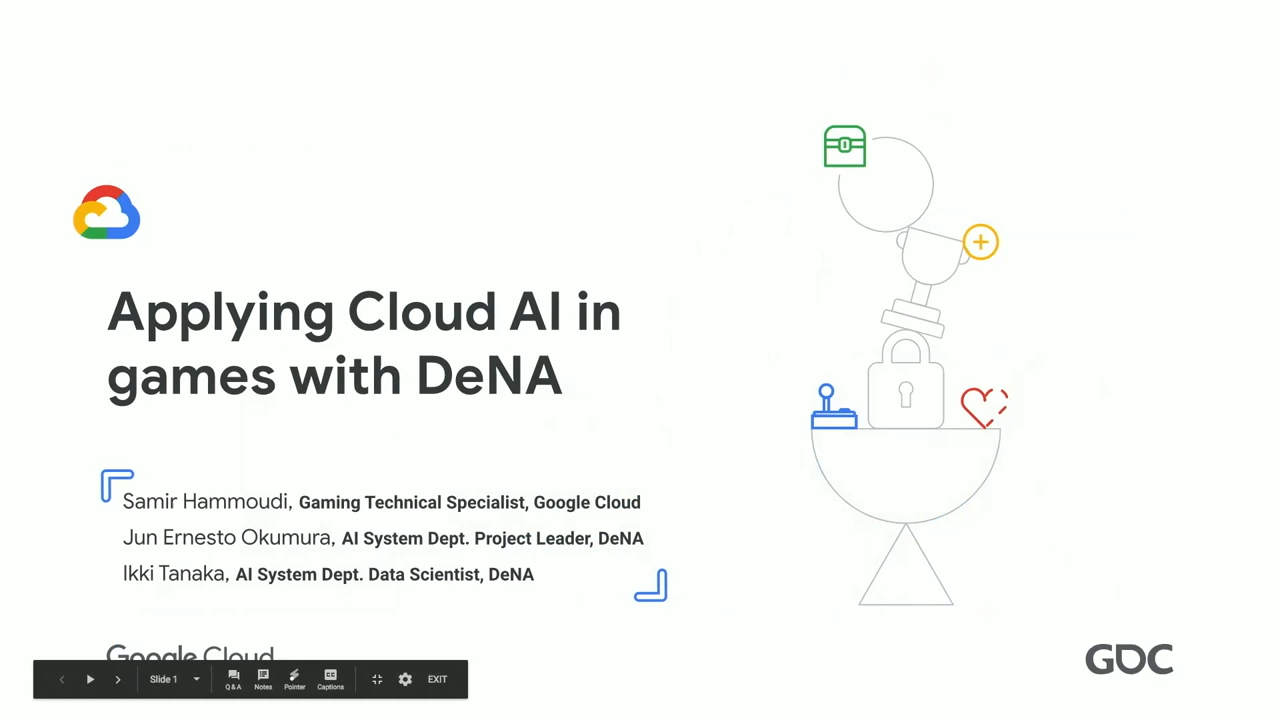 Applying Cloud AI in
games with DeNA
Samir Hammoudi, Gaming Technical Specialist, Google Cloud
Jun Ernesto Okumura, AI System Dept. Project Leader, DeNA
Ikki Tanaka, AI System Dept. Data Scientist, DeNA
Google Cloud
GDC
Slide 1
Q & A
Notes
Pointer
CC
Captions
EXIT